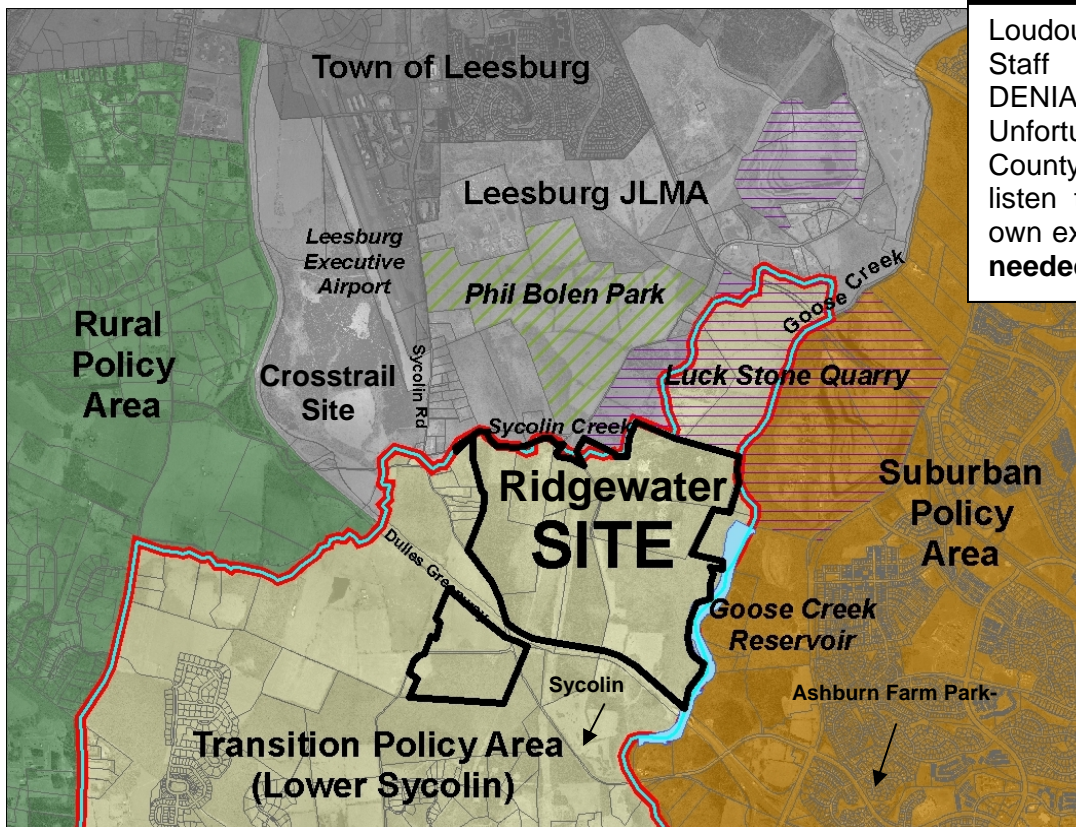 Town of Leesburg
Leesburg JLMA
Leesburg
Executive
Airport
Phil Bolen Park
Goose Creek
Rural
Policy
Area
Crosstrail
Site
Sycolin Rd
Luck Stone Quarry
Sycolin Creek
Ridgewater
SITE
Suburban
Policy
Area
Dulles Greenway
Goose Creek
Reservoir
Sycolin
Ashburn Farm Park-
Transition Policy Area
(Lower Sycolin)
Loudou
Staff
DENIA
Unfortu
County
listen
own ex
needed